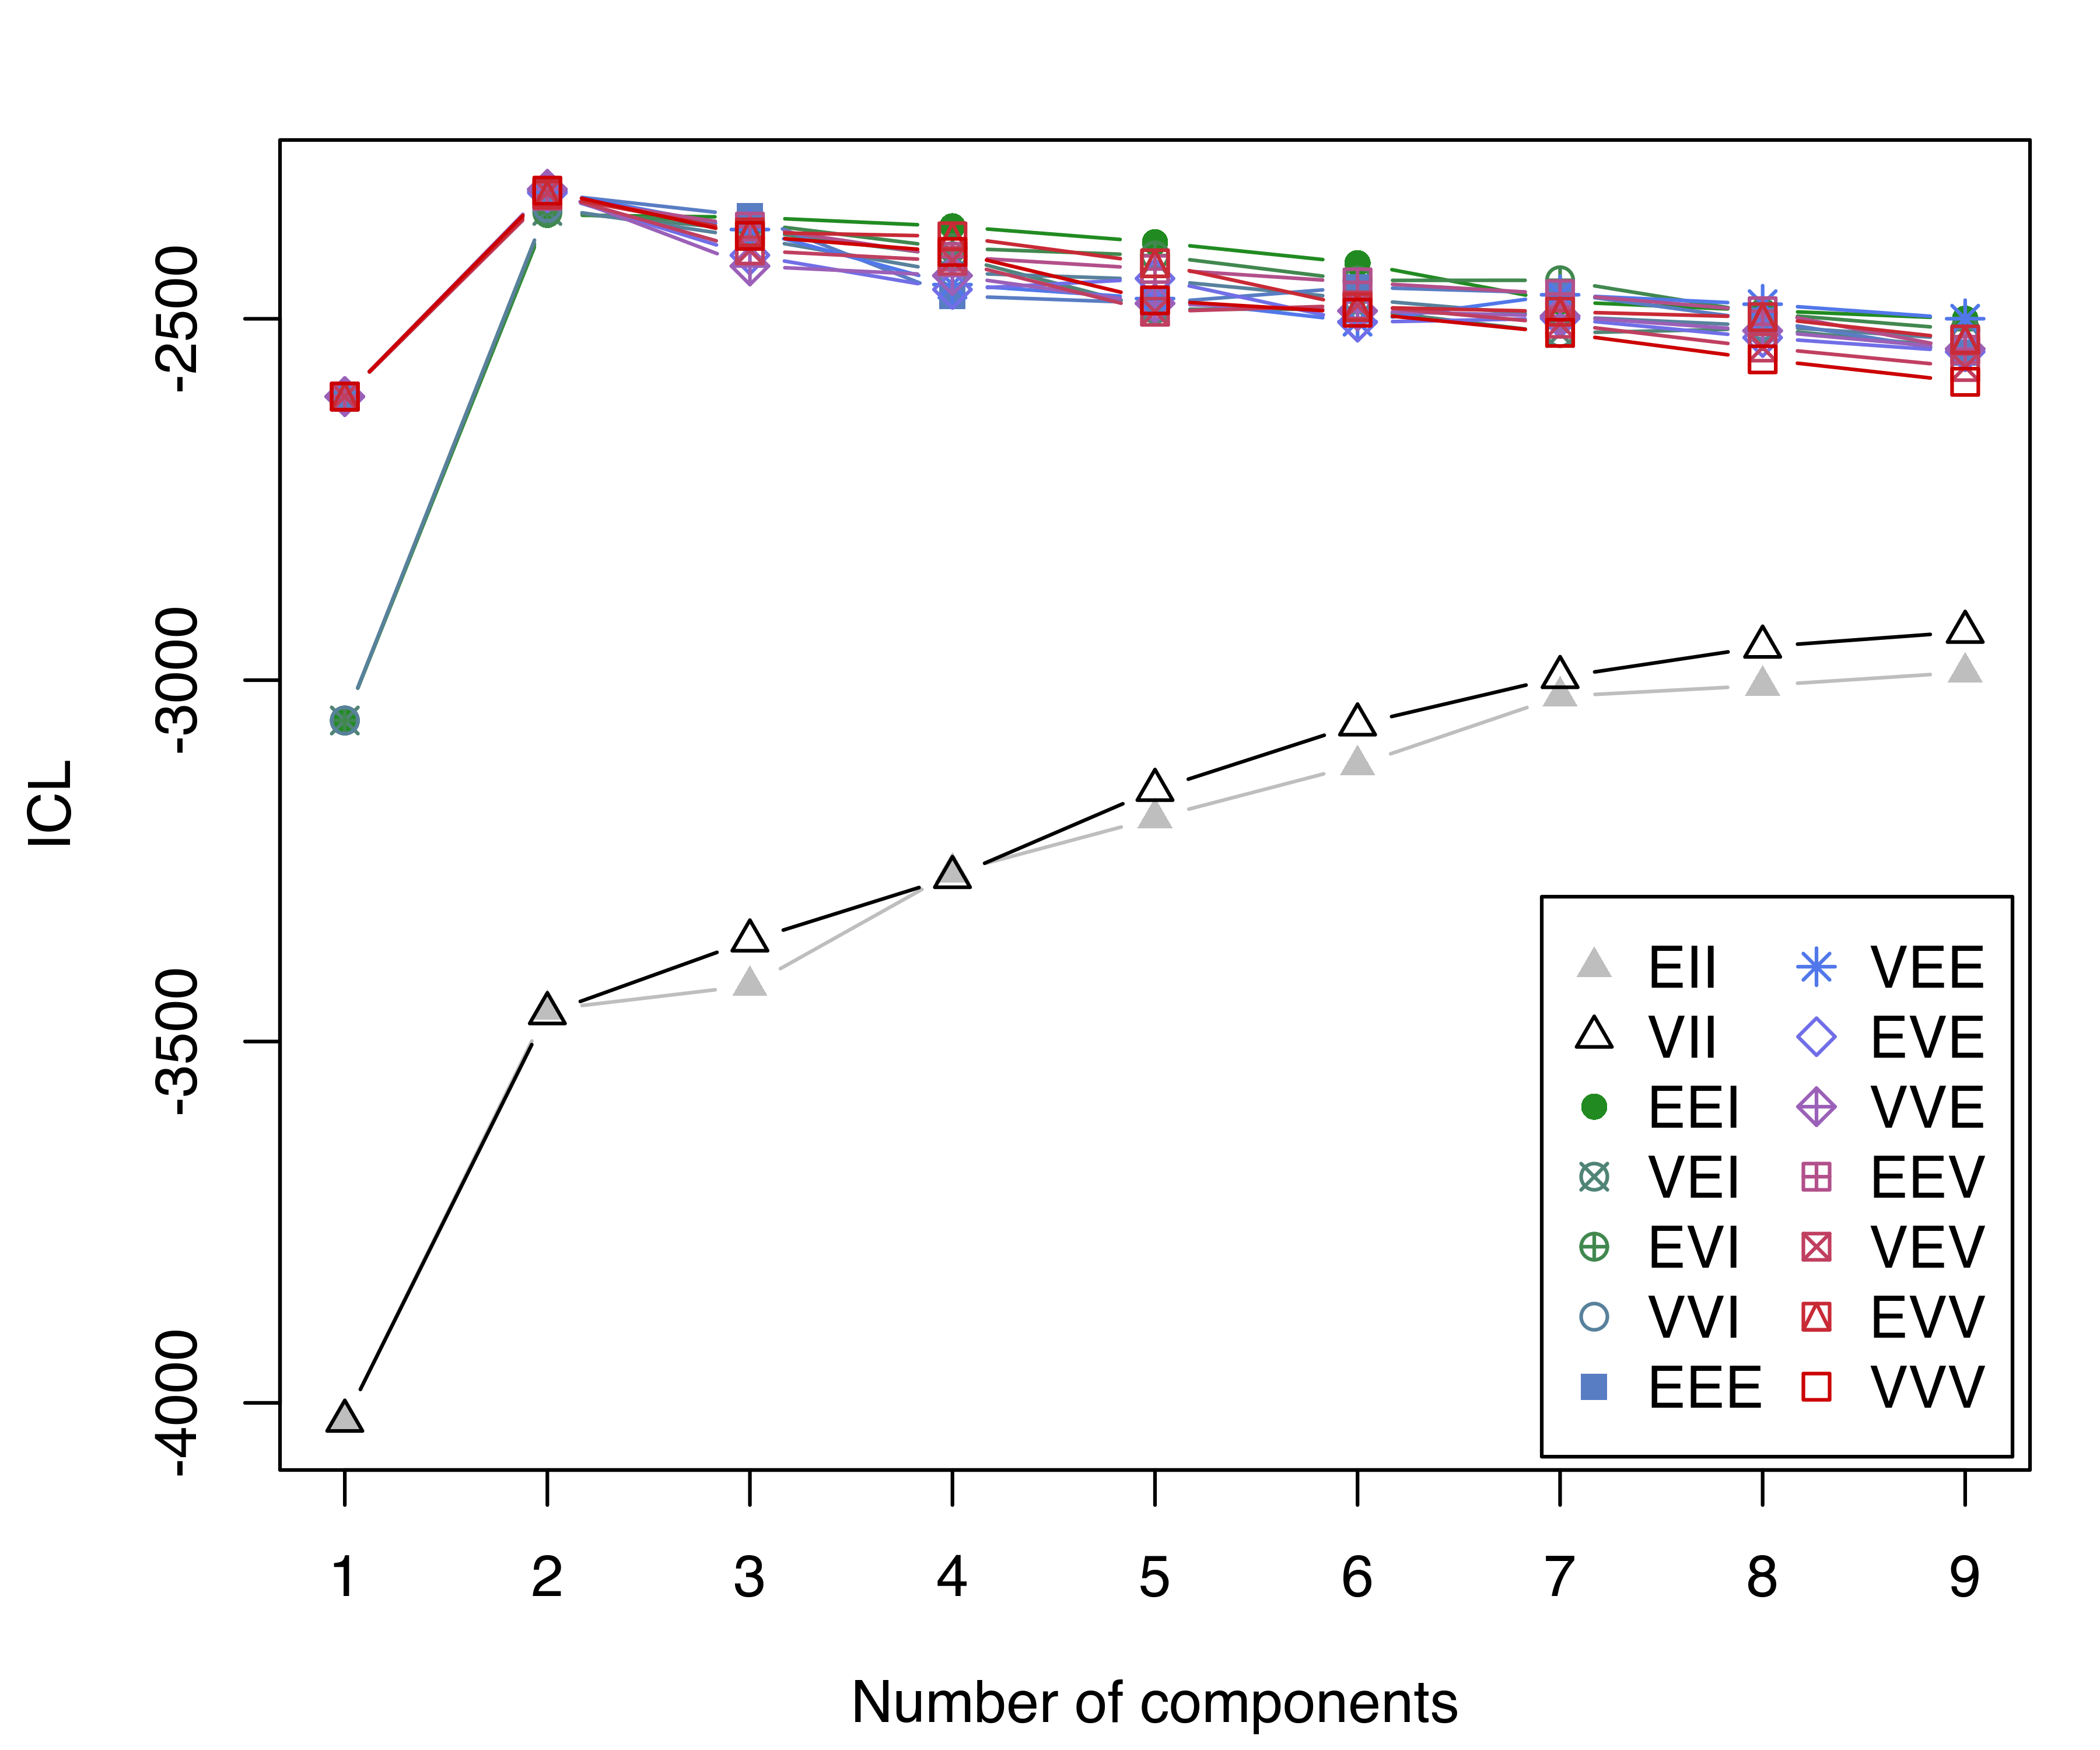 ICL
-2500
-3000
-3500
-4000
1 2 3 4 5 6 7 8 9
Number of components
EII VEE
VII EVE
EEI VVE
VEI EEV
EVI VEV
VVI EVV
EEE VVV